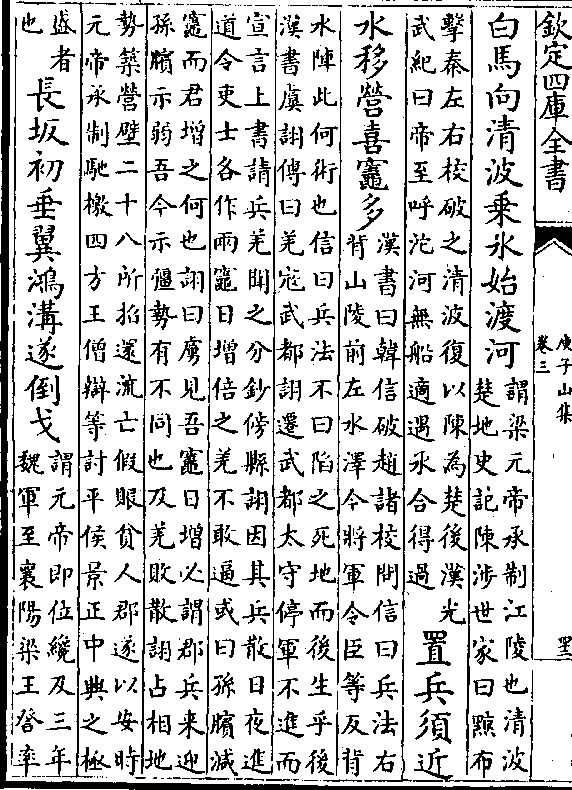 欽定四庫全書
庚子山集
卷三
白馬向清波乘氷始渡河
謂梁元帝承制江陵也清波
楚地史記陳涉世家曰黥布
擊秦左右校破之清波復以陳為楚後漢光
武紀曰帝至呼沱河無船適遇氷合得過
置兵須近
水移營喜竈多
漢書曰韓信破趙諸校問信曰兵法右
背山陵前左水澤今將軍令臣等反背
水陣此何術也信曰兵法不曰陷之死地而後生乎後
漢書虞詡傳曰羌寇武都詡遷武都太守停軍不進而
宣言上書請兵羌聞之分鈔傍縣詡因其兵散日夜進
道令吏士各作兩竈日增倍之羌不敢逼或曰孫臏減
竈而君增之何也詡曰虜見吾竈日增必謂郡兵来迎
孫臏示弱吾今示彊勢有不同也及羌敗散詡占相地
勢築營壁二十八所招還流亡假賑貧人郡遂以安時
元帝承制馳檄四方王僧辯等討平侯景正中興之極
盛者
也
長坂初垂翼鴻溝遂倒戈
謂元帝即位纔及三年
魏軍至襄陽梁王詧率